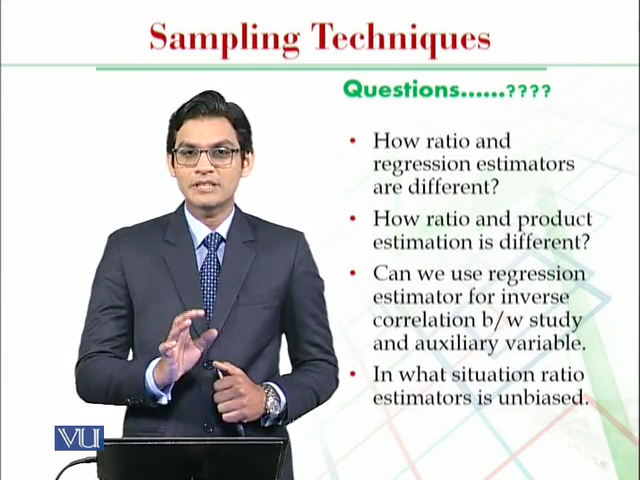 Sampling Techniques
Questions......????
• How ratio and
regression estimators
are different?
• How ratio and product
estimation is different?
• Can we use regression
estimator for inverse
correlation b/w study
and auxiliary variable.
• In what situation ratio
estimators is unbiased.
VU